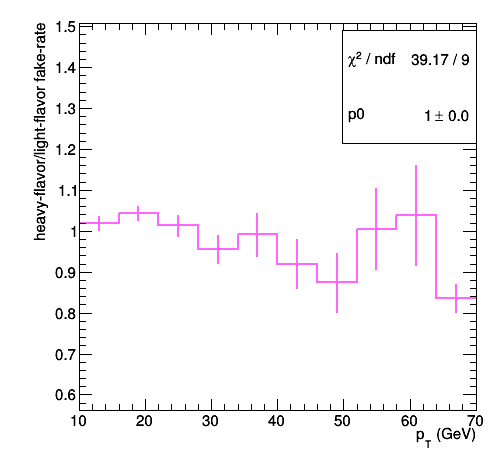 heavy-flavor/light-flavor fake-rate
χ² / ndf 39.17 / 9
p0 1 ± 0.0
1.5
1.4
1.3
1.2
1.1
1
0.9
0.8
0.7
0.6
10 20 30 40 50 60 70
p_T (GeV)